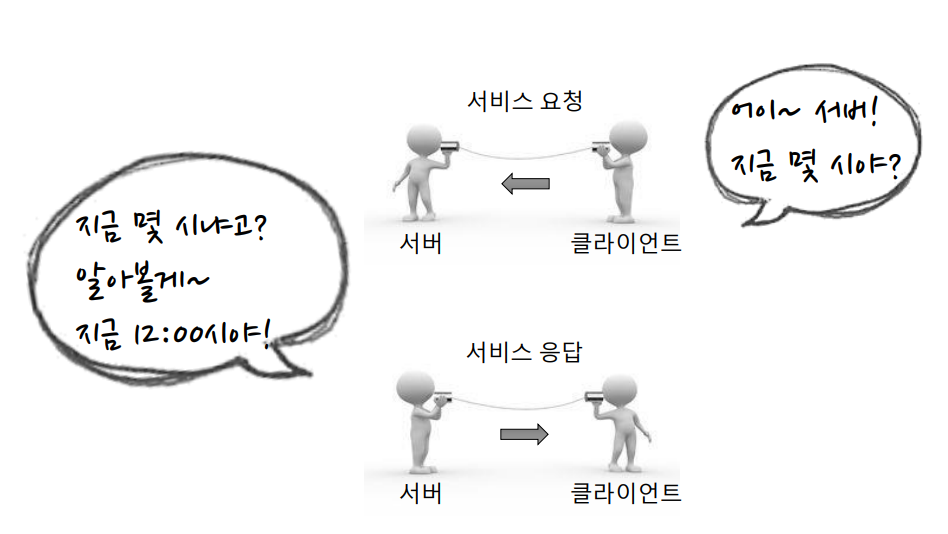 서비스 요청
어이~ 서버!
지금 몇 시야?
서버
클라이언트
지금 몇 시냐고?
알아볼게~
지금 12:00시야!
서비스 응답
서버
클라이언트